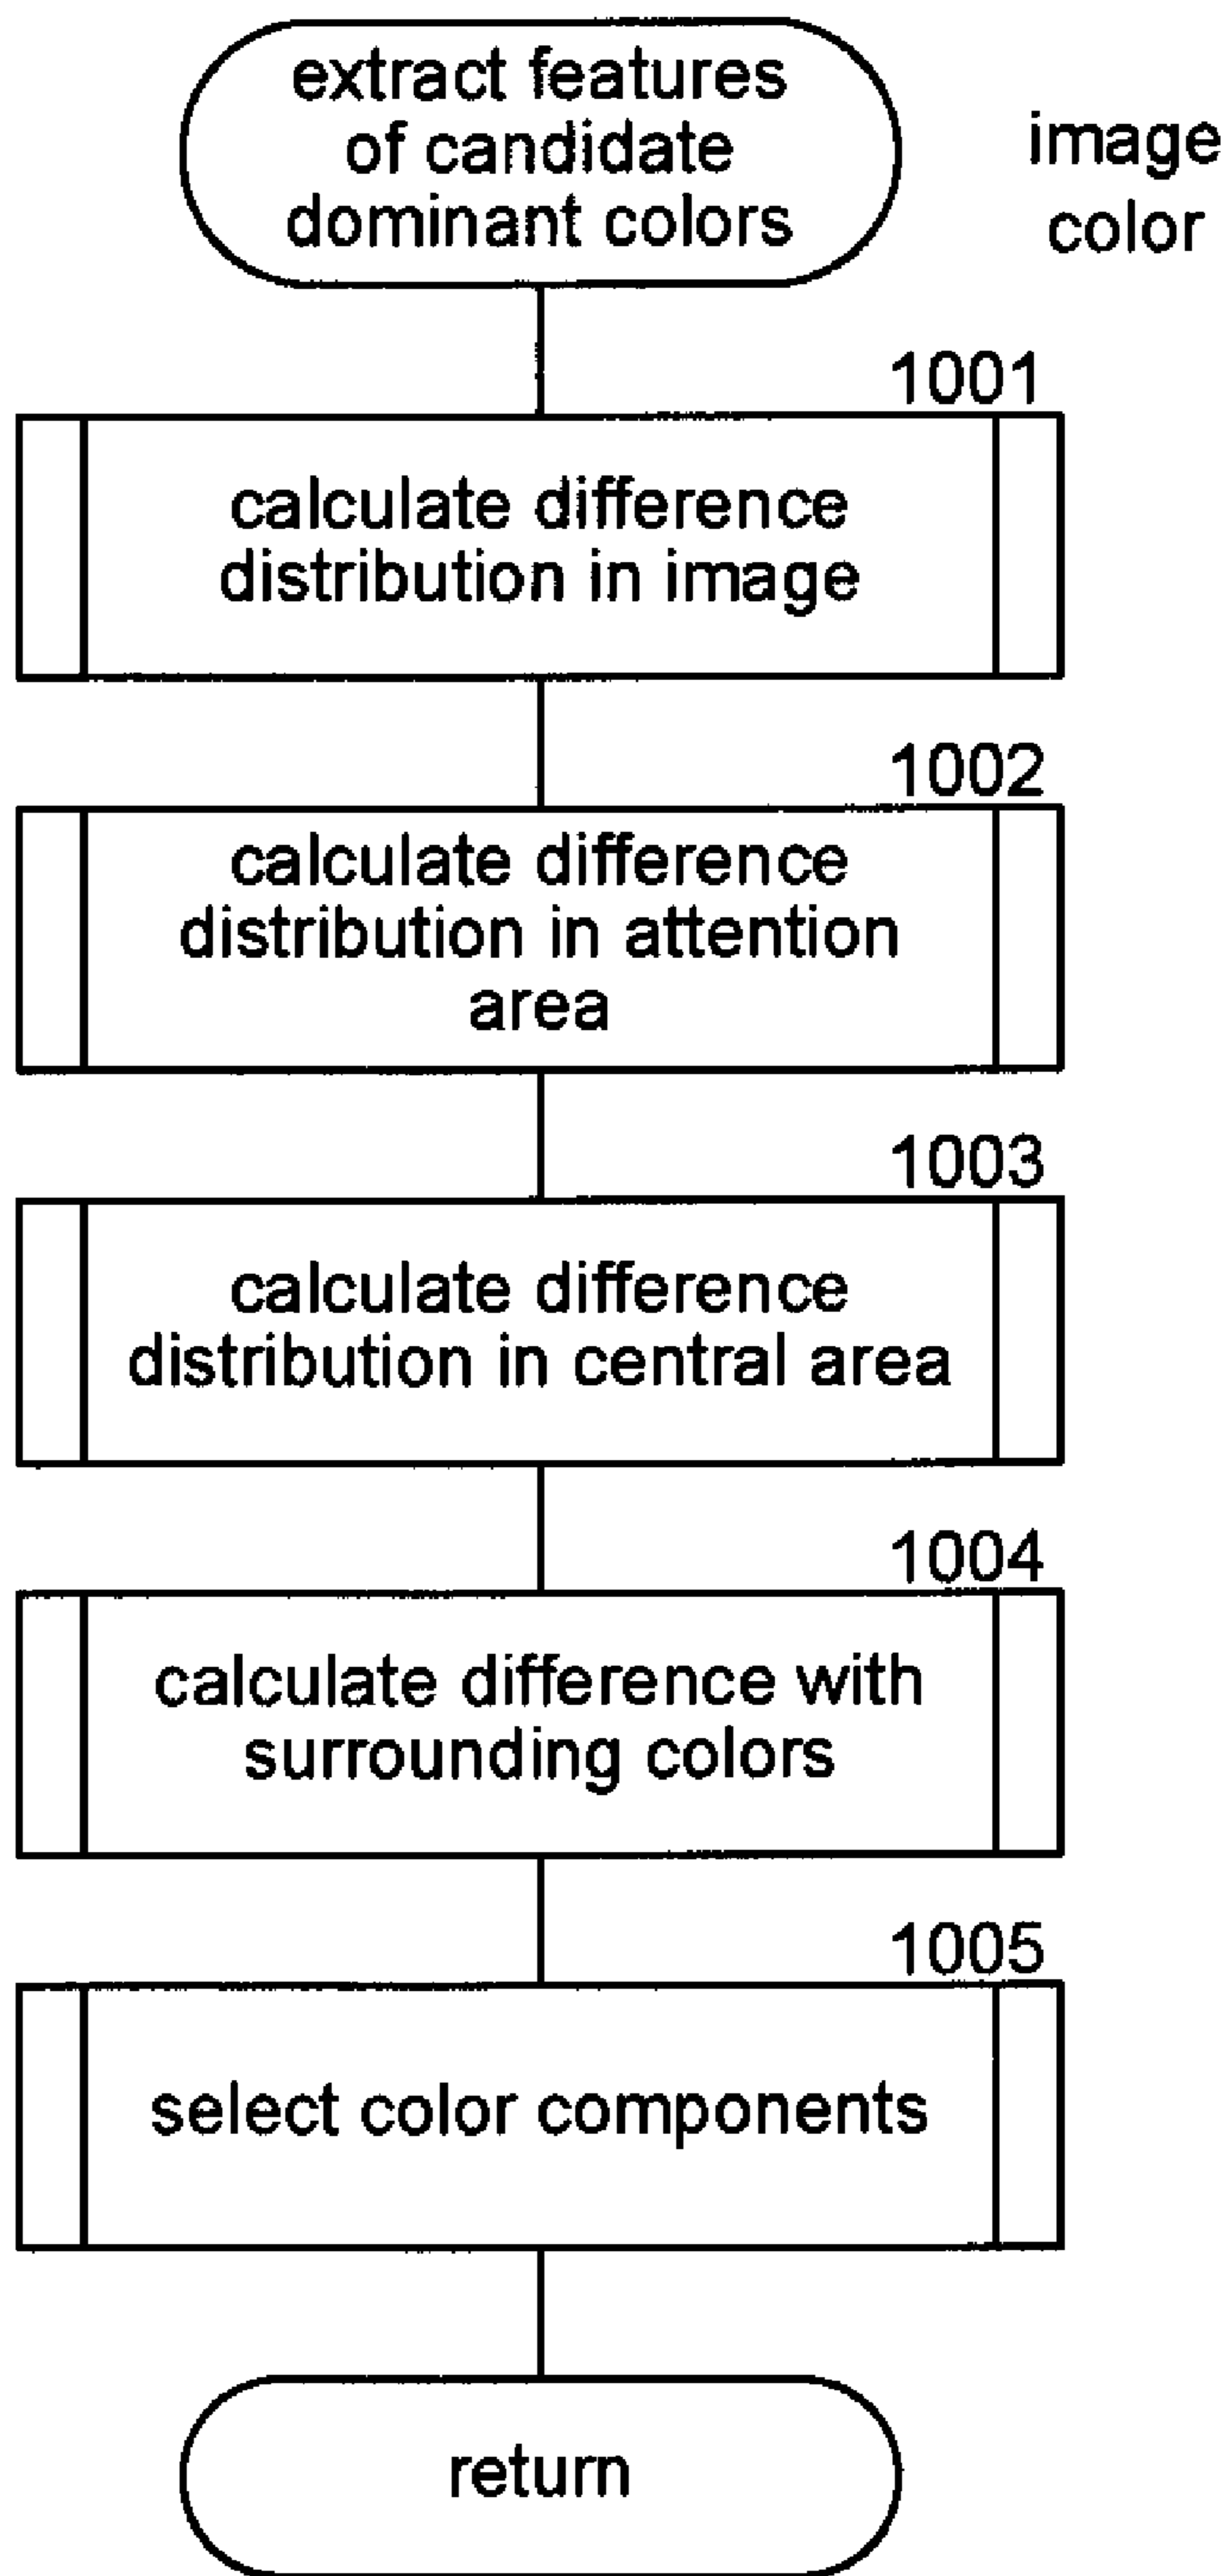 extract features
of candidate
dominant colors
image
color
1001
calculate difference
distribution in image
1002
calculate difference
distribution in attention
area
1003
calculate difference
distribution in central area
1004
calculate difference with
surrounding colors
1005
select color components
return